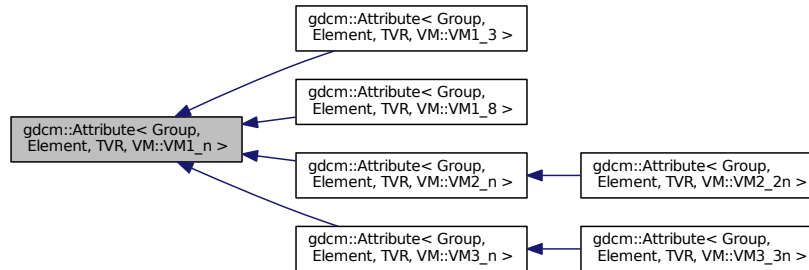 gdcm::Attribute< Group,
Element, TVR, VM::VM1_3 >
gdcm::Attribute< Group,
Element, TVR, VM::VM1_8 >
gdcm::Attribute< Group,
Element, TVR, VM::VM1_n >
gdcm::Attribute< Group,
Element, TVR, VM::VM2_n >
gdcm::Attribute< Group,
Element, TVR, VM::VM2_2n >
gdcm::Attribute< Group,
Element, TVR, VM::VM3_n >
gdcm::Attribute< Group,
Element, TVR, VM::VM3_3n >